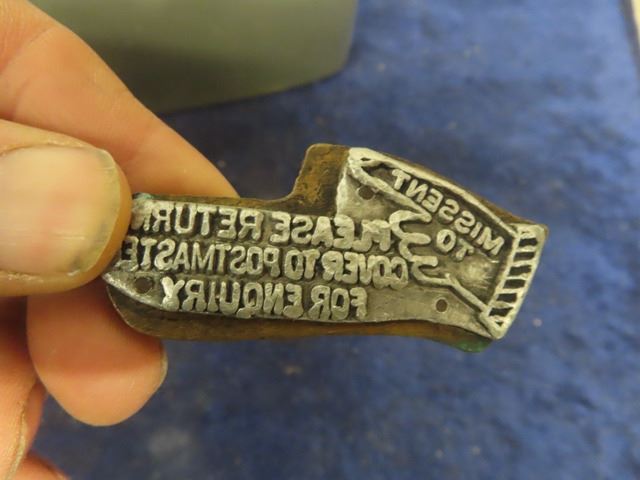 MISSENT
TO
PLEASE RETURN
COVER TO POSTMASTER
FOR ENQUIRY